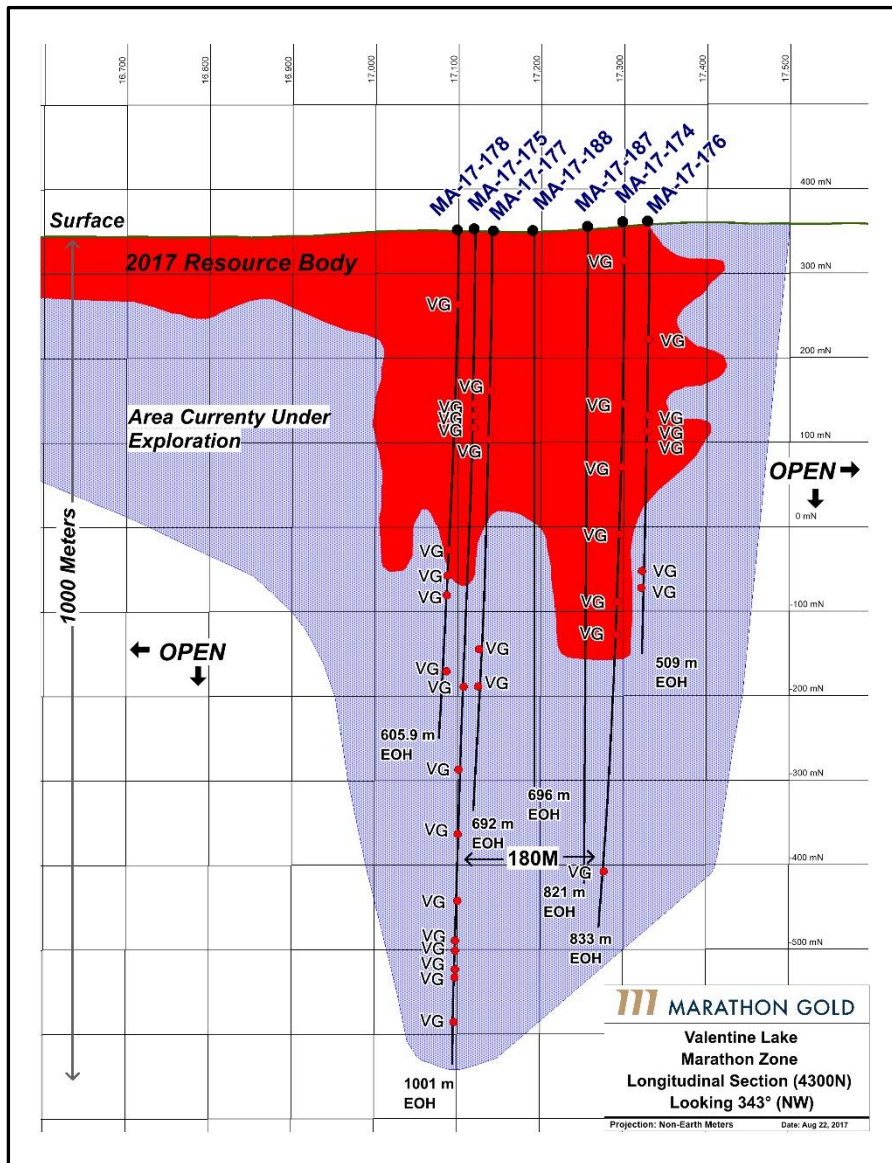 16.700
16.800
16.900
17.000
17.100
17.200
17.300
17.400
17.500
MA-17-178
MA-17-175
MA-17-177
MA-17-188
MA-17-187
MA-17-174
MA-17-176
400 mN
Surface
2017 Resource Body
VG
300 mN
VG
VG
200 mN
VG
VG
VG
VG
VG
VG
VG
VG
VG
100 mN
Area Currenty Under
Exploration
VG
VG
OPEN
0 mN
VG
1000 Meters
VG
VG
VG
VG
VG
VG
-100 mN
VG
VG
OPEN
VG
VG
VG
509 m
EOH
-200 mN
605.9 m
EOH
VG
-300 mN
696 m
EOH
692 m
EOH
VG
180M
-400 mN
VG
821 m
EOH
VG
833 m
EOH
VG
VG
-500 mN
VG
VG
VG
1001 m
EOH
MARATHON GOLD
Valentine Lake
Marathon Zone
Longitudinal Section (4300N)
Looking 343° (NW)
Projection: Non-Earth Meters
Date: Aug 22, 2017